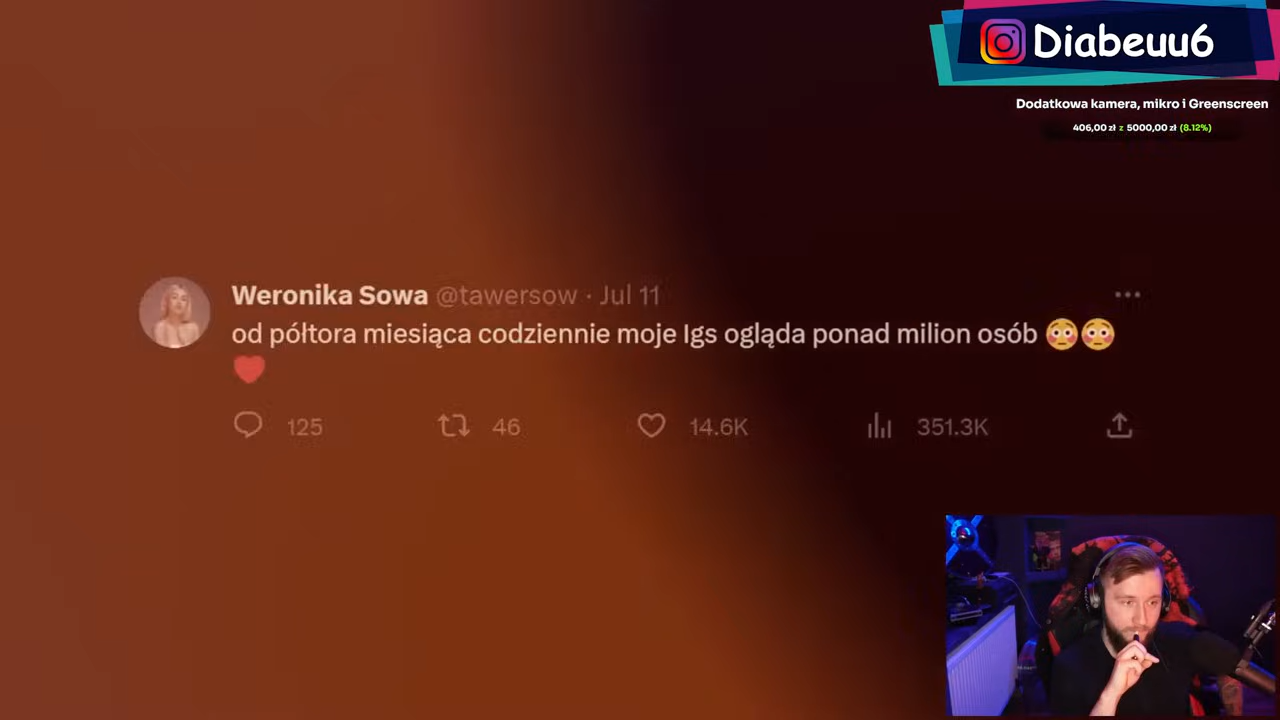 Diabeuu6
Dodatkowa kamera, mikro i Greenscreen
406,00 zł z 5000,00 zł (8.12%)
Weronika Sowa @tawersow · Jul 11
od półtora miesiąca codziennie moje Igs ogląda ponad milion osób 😳😳
❤️
125 46 14.6K 351.3K